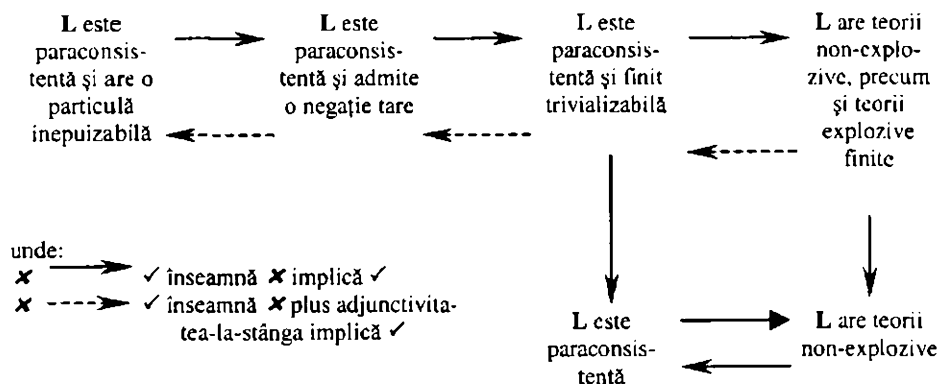 L este
paraconsis-
tentă și are o
particulă
inepuizabilă
L este
paraconsis-
tentă și admite
o negație tare
L este
paraconsis-
tentă și finit
trivializabilă
L are teorii
non-explo-
zive, precum
și teorii
explozive
finite
unde:
✗ ✓ înseamnă ✗ implică ✓
✗ ✓ înseamnă ✗ plus adjunctivita-
tea-la-stânga implică ✓
L este
paraconsis-
tentă
L are teorii
non-explozive